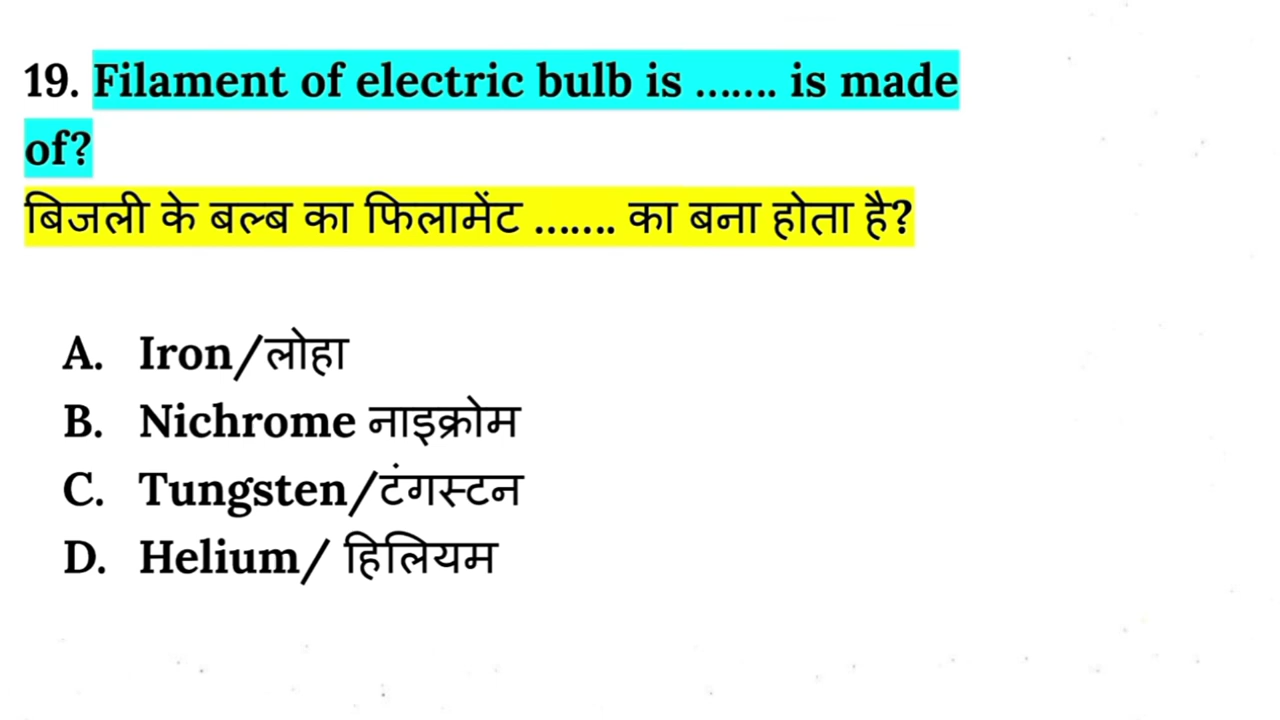 19. Filament of electric bulb is ....... is made
of?
बिजली के बल्ब का फिलामेंट ....... का बना होता है?
A. Iron/लोहा
B. Nichrome नाइक्रोम
C. Tungsten/टंगस्टन
D. Helium/ हिलियम